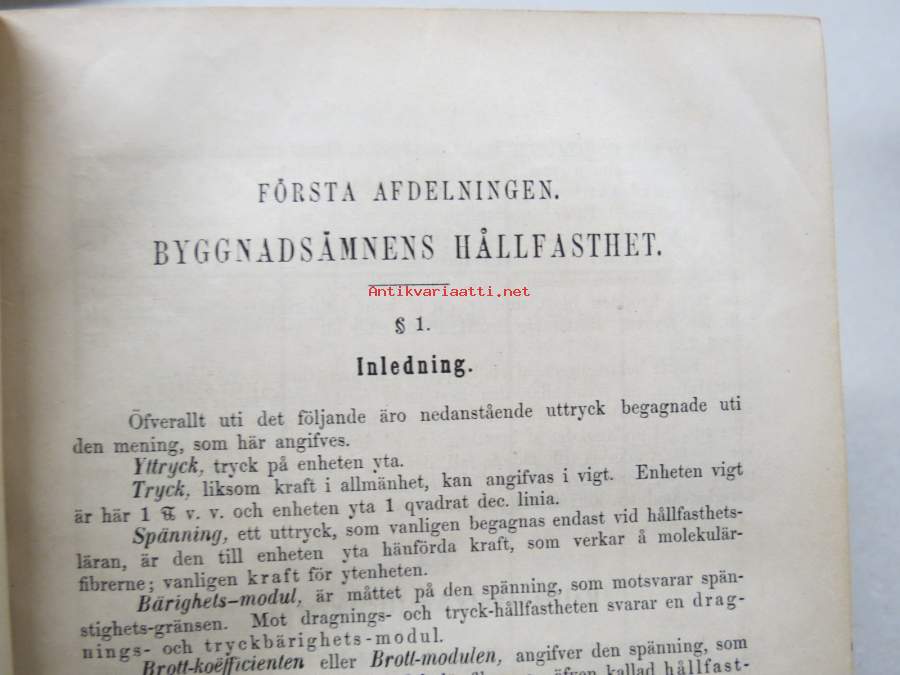 FÖRSTA AFDELNINGEN.
BYGGNADSÄMNENS HÅLLFASTHET.
Antikvariaatti.net
§ 1.
Inledning.
Öfverallt uti det följande äro nedanstående uttryck begagnade uti
den mening, som här angifves.
Yttryck, tryck på enheten yta.
Tryck, liksom kraft i allmänhet, kan angifvas i vigt. Enheten vigt
är här 1 ℔ v. v. och enheten yta 1 qvadrat dec. linia.
Spänning, ett uttryck, som vanligen begagnas endast vid hållfasthets-
läran, är den till enheten yta hänförda kraft, som verkar å molekulär-
fibrerne; vanligen kraft för ytenheten.
Bärighets-modul, är måttet på den spänning, som motsvarar spän-
stighets-gränsen. Mot dragnings- och tryck-hållfastheten svarar en drag-
nings- och tryckbärighets-modul.
Brott-koëfficienten eller Brott-modulen, angifver den spänning, som
kallad hållfast-